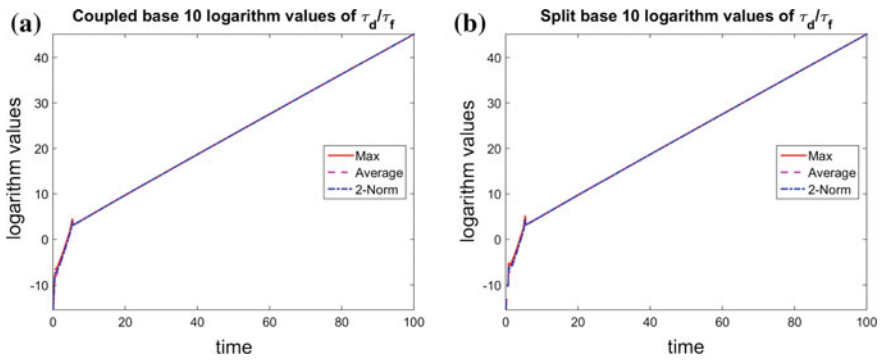 (a)
Coupled base 10 logarithm values of τd/τf
logarithm values
40
30
20
10
0
-10
0 20 40 60 80 100
time
Max
Average
2-Norm
(b)
Split base 10 logarithm values of τd/τf
logarithm values
40
30
20
10
0
-10
0 20 40 60 80 100
time
Max
Average
2-Norm